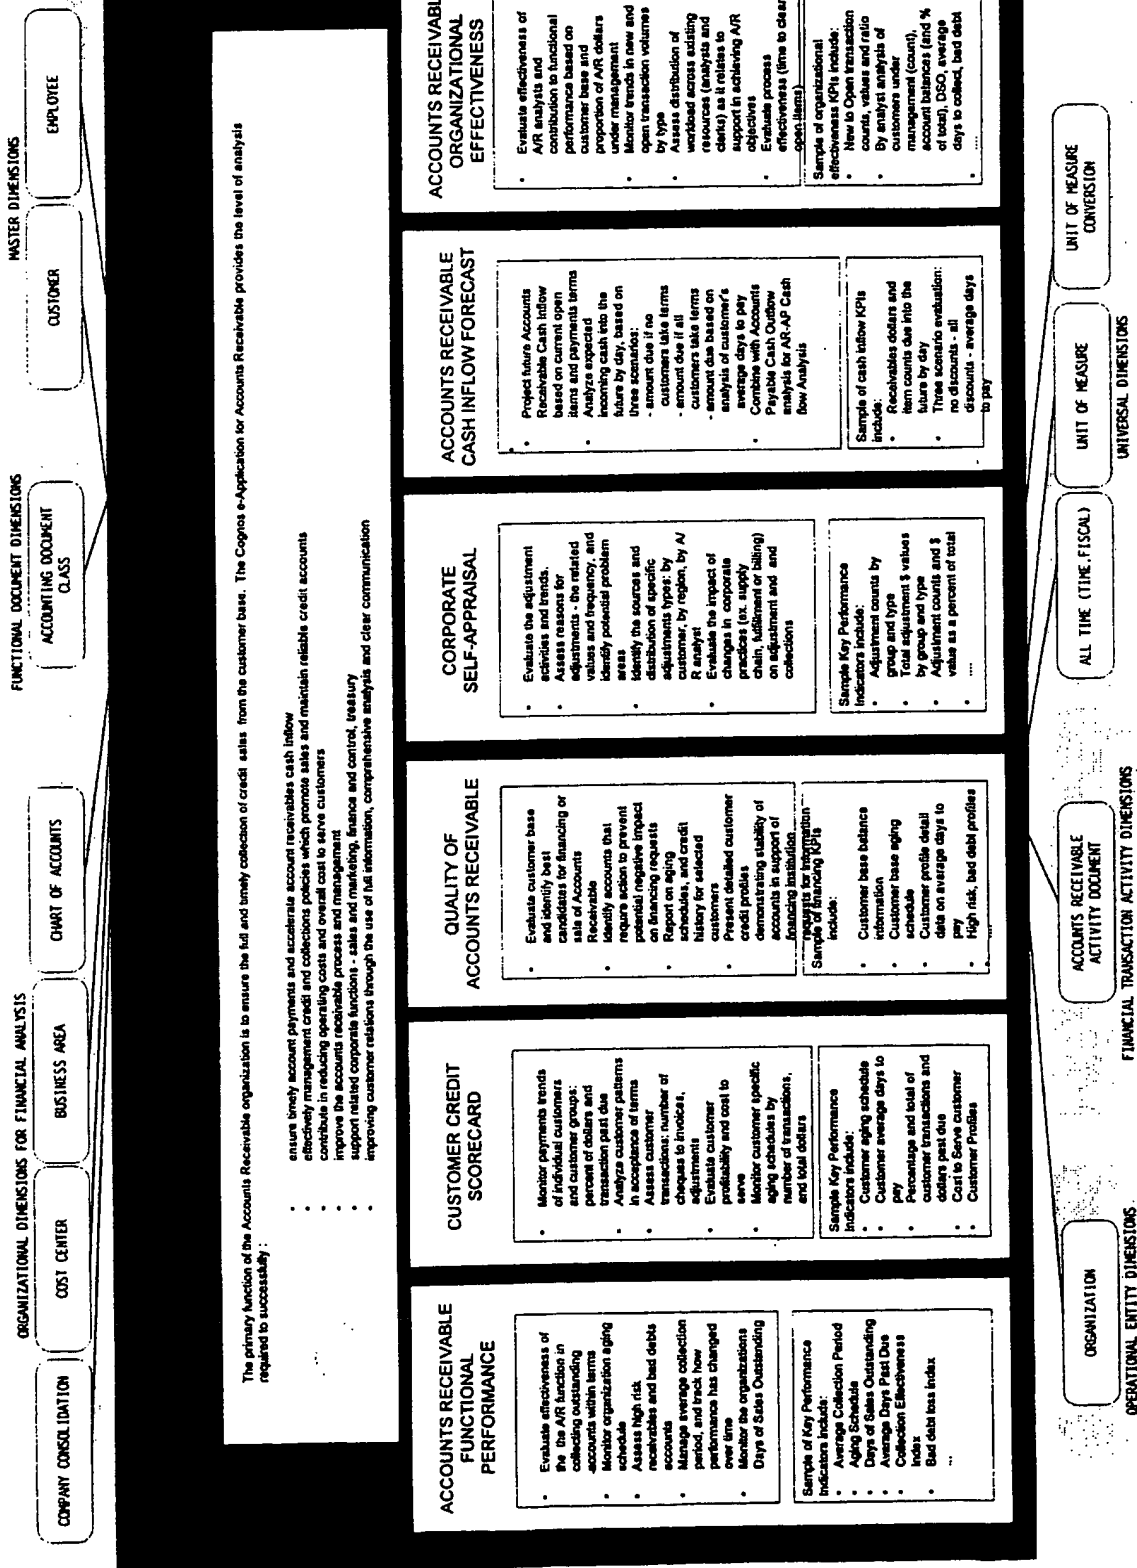 ORGANIZATIONAL DIMENSIONS FOR FINANCIAL ANALYSIS
FUNCTIONAL DOCUMENT DIMENSIONS
MASTER DIMENSIONS
COMPANY CONSOLIDATION
COST CENTER
BUSINESS AREA
CHART OF ACCOUNTS
ACCOUNTING DOCUMENT
CLASS
CUSTOMER
EMPLOYEE
The primary function of the Accounts Receivable organization is to ensure the full and timely collection of credit sales from the customer base. The Cognos e-Application for Accounts Receivable provides the level of analysis
required to successfully :
• ensure timely account payments and accelerate account receivables cash inflow
• effectively management credit and collections policies which promote sales and maintain reliable credit accounts
• contribute in reducing operating costs and overall cost to serve customers
• improve the accounts receivable process and management
• support related corporate functions - sales and marketing, finance and control, treasury
• improving customer relations through the use of full information, comprehensive analysis and clear communication
ACCOUNTS RECEIVABLE
FUNCTIONAL
PERFORMANCE
• Evaluate effectiveness of
the the A/R function in
collecting outstanding
accounts within terms
• Monitor organization aging
schedule
• Assess high risk
receivables and bad debts
accounts
• Manage average collection
period, and track how
performance has changed
over time
• Monitor the organizations
Days of Sales Outstanding
Sample of Key Performance
Indicators include:
• Average Collection Period
• Aging Schedule
• Days of Sales Outstanding
• Average Days Past Due
• Collection Effectiveness
Index
• Bad debt loss index
...
CUSTOMER CREDIT
SCORECARD
• Monitor payments trends
of individual customers
and customer groups:
percent of dollars and
transaction past due
• Analyze customer patterns
in acceptance of terms
• Assess customer
transactions: number of
cheques to invoices,
adjustments
• Evaluate customer
profitability and cost to
serve
• Monitor customer specific
aging schedules by
number of transactions,
and total dollars
Sample Key Performance
Indicators include:
• Customer aging schedule
• Customer average days to
pay
• Percentage and total of
customer transactions and
dollars past due
• Cost to Serve customer
• Customer Profiles
QUALITY OF
ACCOUNTS RECEIVABLE
• Evaluate customer base
and identify best
candidates for financing or
sale of Accounts
Receivable
• Identify accounts that
require action to prevent
potential negative impact
on financing requests
• Report on aging
schedules, and credit
history for selected
customers
• Present detailed customer
credit profiles
demonstrating stability of
accounts in support of
financing institution
requests for information
Sample of financing KPIs
include:
• Customer base balance
information
• Customer base aging
schedule
• Customer profile detail
data on average days to
pay
• High risk, bad debt profiles
• ...
CORPORATE
SELF-APPRAISAL
• Evaluate the adjustment
activities and trends.
• Assess reasons for
adjustments - the related
values and frequency, and
identify potential problem
areas
• Identify the sources and
distribution of specific
adjustments types: by
customer, by region, by A/
R analyst
• Evaluate the impact of
changes in corporate
practices (ex. supply
chain, fulfillment or billing)
on adjustment and and
collections
Sample Key Performance
Indicators include:
• Adjustment counts by
group and type
• Total adjustment $ values
by group and type
• Adjustment counts and $
value as a percent of total
• ....
ACCOUNTS RECEIVABLE
CASH INFLOW FORECAST
• Project future Accounts
Receivable Cash Inflow
based on current open
items and payments terms
• Analyze expected
incoming cash into the
future by day, based on
three scenarios:
- amount due if no
customers take terms
- amount due if all
customers take terms
- amount due based on
analysis of customer's
average days to pay
• Combine with Accounts
Payable Cash Outflow
analysis for AR-AP Cash
flow Analysis
Sample of cash inflow KPIs
include:
• Receivables dollars and
item counts due into the
future by day
• Three scenario evaluation:
no discounts - all
discounts - average days
to pay
ACCOUNTS RECEIVABLE
ORGANIZATIONAL
EFFECTIVENESS
• Evaluate effectiveness of
A/R analysts and
contribution to functional
performance based on
customer base and
proportion of A/R dollars
under management
• Monitor trends in new and
open transaction volumes
by type
• Assess distribution of
workload across existing
resources (analysts and
clerks) as it relates to
support in achieving A/R
objectives
• Evaluate process
effectiveness (time to clear
open items)
Sample of organizational
effectiveness KPIs include:
• New to Open transaction
counts, values and ratio
• By analyst analysis of
customers under
management (count),
account balances (and %
of total), DSO, average
days to collect, bad debt
• ....
ORGANIZATION
ACCOUNTS RECEIVABLE
ACTIVITY DOCUMENT
ALL TIME (TIME.FISCAL)
UNIT OF MEASURE
UNIT OF MEASURE
CONVERSION
OPERATIONAL ENTITY DIMENSIONS
FINANCIAL TRANSACTION ACTIVITY DIMENSIONS
UNIVERSAL DIMENSIONS